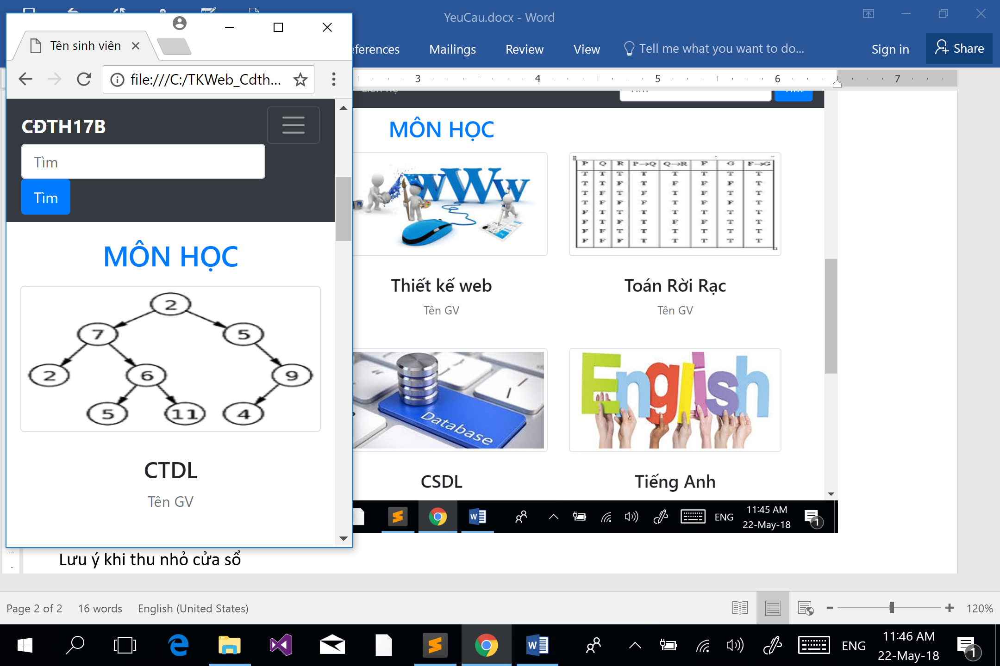 YeuCau.docx - Word
eferences Mailings Review View Tell me what you want to do... Sign in Share
3 4 5 6 7
Tên sinh viên
file:///C:/TKWeb_Cdth...
CĐTH17B
Tìm
Tìm
MÔN HỌC
2
7 5
2 6 9
5 11 4
CTDL
Tên GV
MÔN HỌC
WWW
P Q R P→Q Q→R F G F→G
T T T T T T T T
T T F T F F F T
T F T F T F T T
T F F F T F F T
F T T T T T T T
F T F T F F T T
F F T T T T T T
F F F T T T T T
Thiết kế web
Tên GV
Toán Rời Rạc
Tên GV
Database
English
CSDL
Tiếng Anh
ENG 11:45 AM
22-May-18
1
Lưu ý khi thu nhỏ cửa sổ
Page 2 of 2 16 words English (United States) 120%
ENG 11:46 AM
22-May-18
1